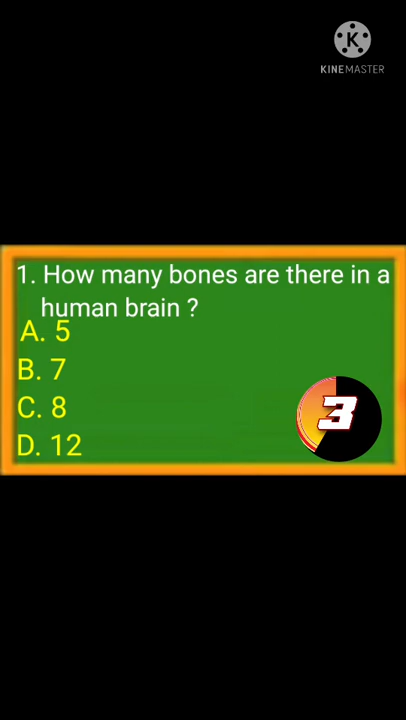 K
KINEMASTER
1. How many bones are there in a
human brain ?
A. 5
B. 7
C. 8
D. 12
3